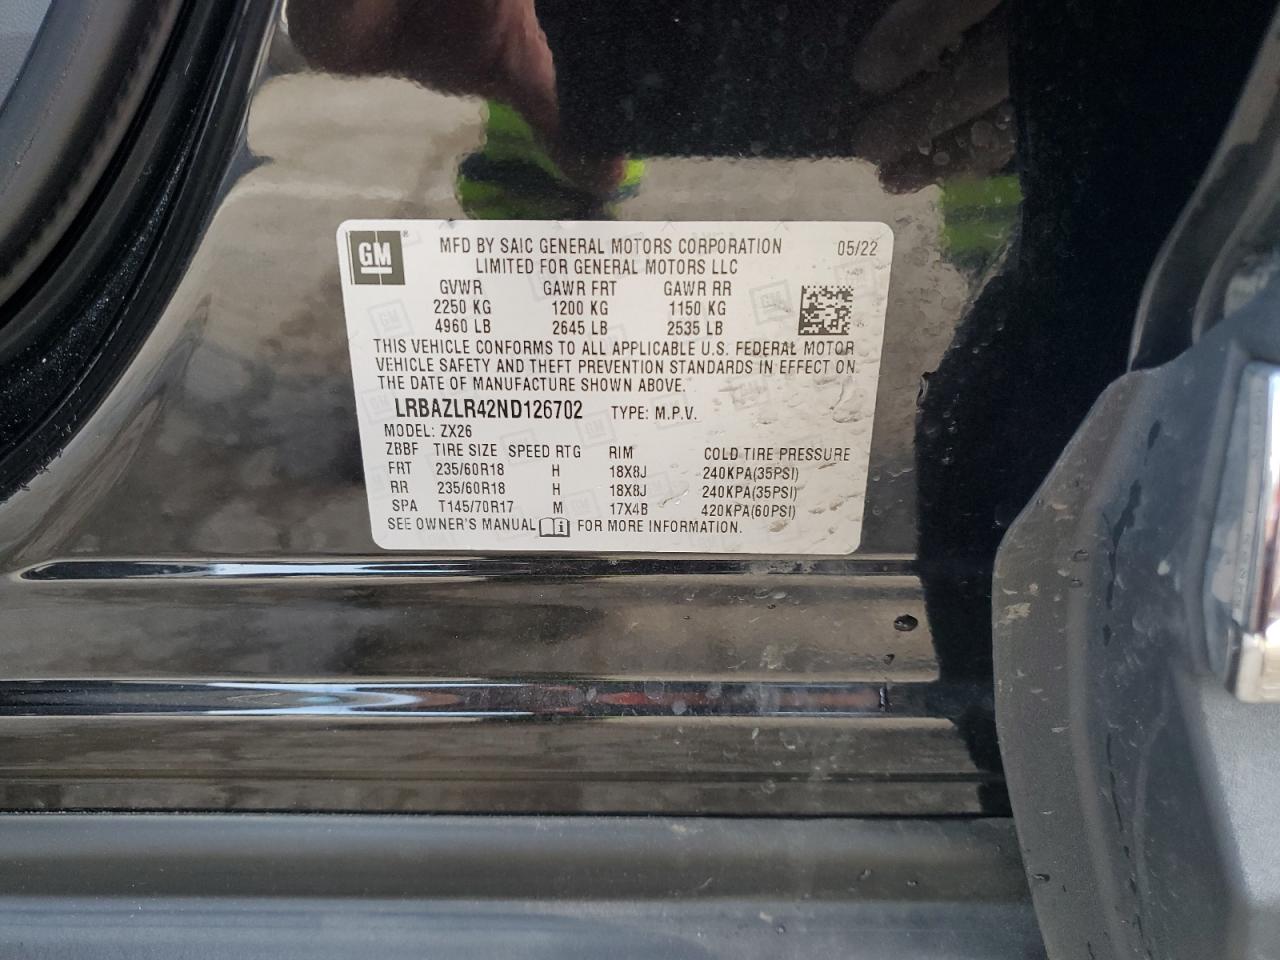 GM
MFD BY SAIC GENERAL MOTORS CORPORATION 05/22
LIMITED FOR GENERAL MOTORS LLC
GVWR GAWR FRT GAWR RR
2250 KG 1200 KG 1150 KG
4960 LB 2645 LB 2535 LB
THIS VEHICLE CONFORMS TO ALL APPLICABLE U.S. FEDERAL MOTOR
VEHICLE SAFETY AND THEFT PREVENTION STANDARDS IN EFFECT ON
THE DATE OF MANUFACTURE SHOWN ABOVE.
LRBAZLR42ND126702 TYPE: M.P.V.
MODEL: ZX26
ZBBF TIRE SIZE SPEED RTG RIM COLD TIRE PRESSURE
FRT 235/60R18 H 18X8J 240KPA(35PSI)
RR 235/60R18 H 18X8J 240KPA(35PSI)
SPA T145/70R17 M 17X4B 420KPA(60PSI)
SEE OWNER'S MANUAL FOR MORE INFORMATION.